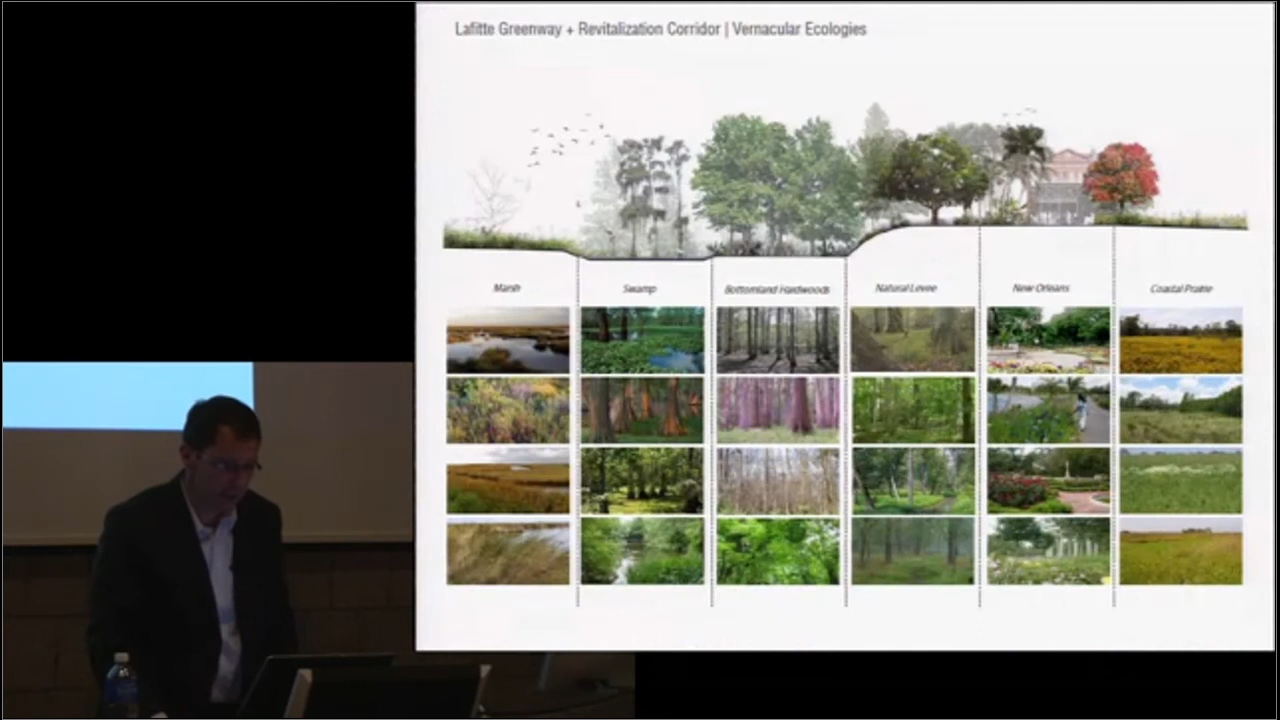 Lafitte Greenway + Revitalization Corridor | Vernacular Ecologies
Marsh
Swamp
Bottomland Hardwoods
Natural Levee
New Orleans
Coastal Prairie